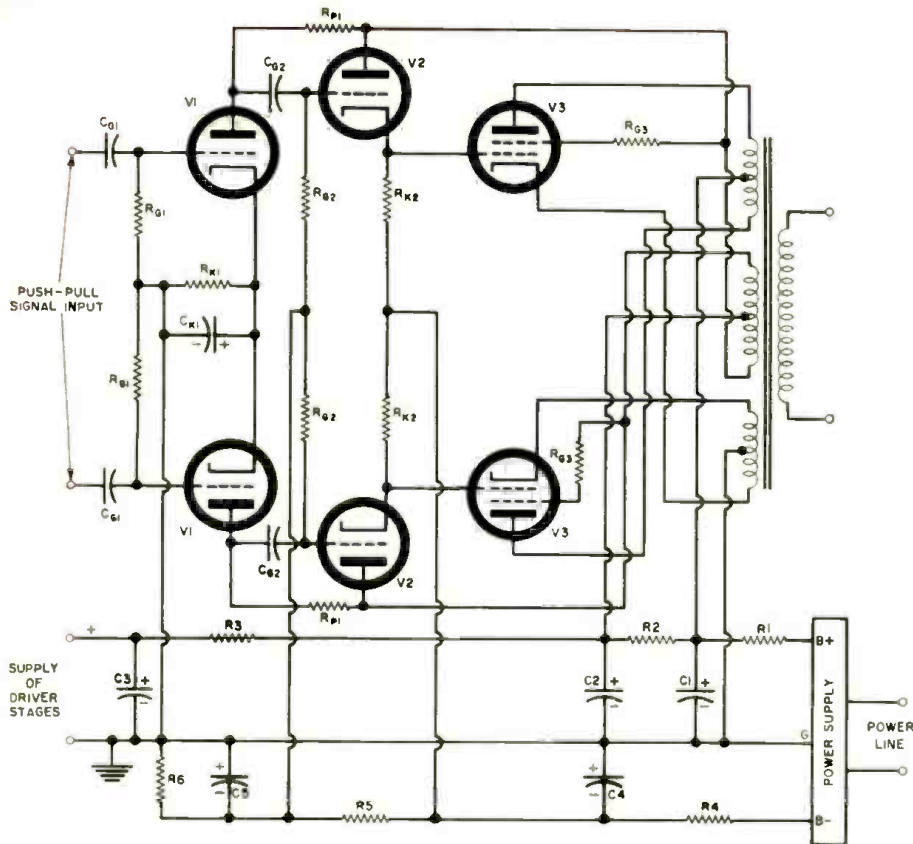 RP1
CG2
V2
V1
V3
CG1
RG3
RG1
RG2
RK2
RK1
PUSH-PULL
SIGNAL INPUT
CK1
- +
RG1
RG2
RK2
RG3
CG1
V1
CG2
V2
V3
RP1
+
R3
R2
R1
B+
SUPPLY
OF
DRIVER
STAGES
C3
+
-
C2
+
-
C1
+
-
POWER SUPPLY
G
POWER
LINE
R6
+
-
C5
+
-
C4
R5
R4
B-